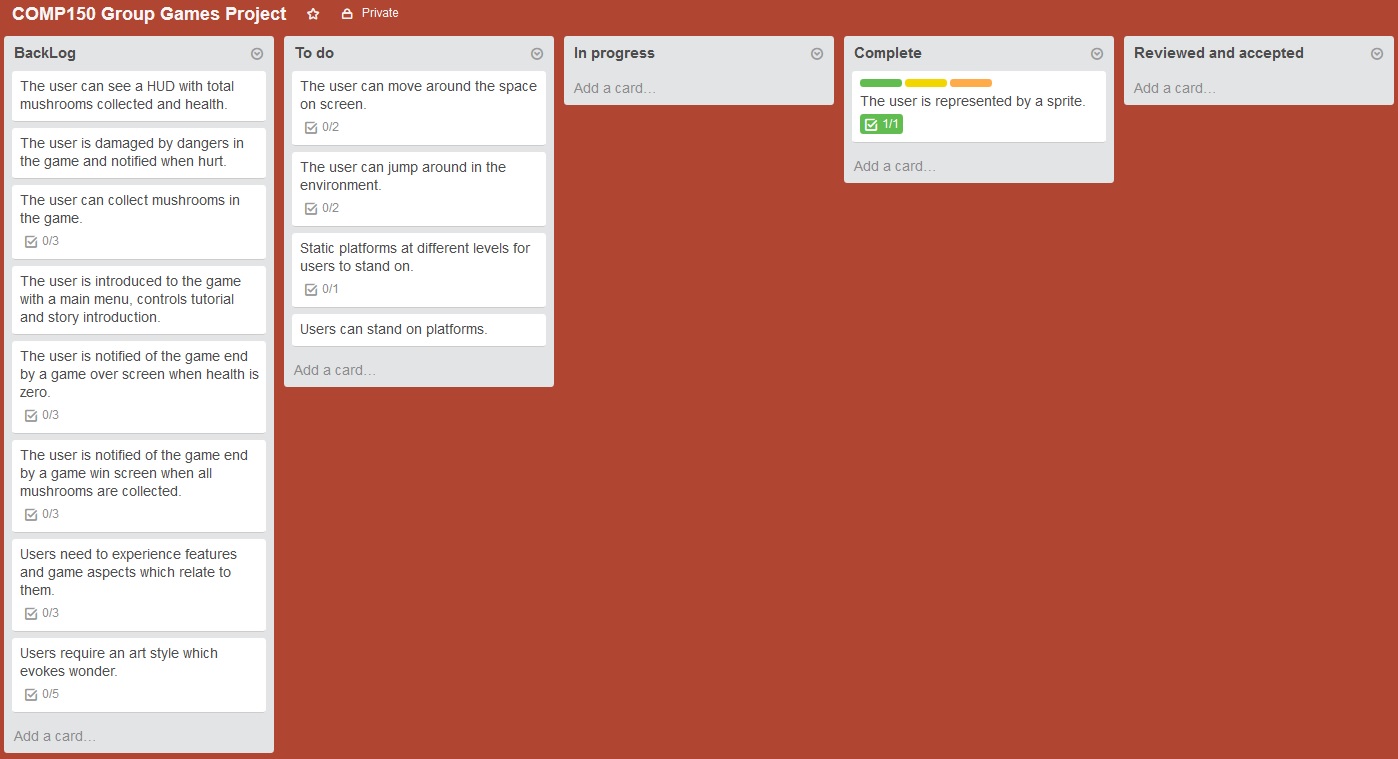 COMP150 Group Games Project Private
BackLog
The user can see a HUD with total
mushrooms collected and health.
The user is damaged by dangers in
the game and notified when hurt.
The user can collect mushrooms in
the game.
0/3
The user is introduced to the game
with a main menu, controls tutorial
and story introduction.
The user is notified of the game end
by a game over screen when health is
zero.
0/3
The user is notified of the game end
by a game win screen when all
mushrooms are collected.
0/3
Users need to experience features
and game aspects which relate to
them.
0/3
Users require an art style which
evokes wonder.
0/5
Add a card...
To do
The user can move around the space
on screen.
0/2
The user can jump around in the
environment.
0/2
Static platforms at different levels for
users to stand on.
0/1
Users can stand on platforms.
Add a card...
In progress
Add a card...
Complete
The user is represented by a sprite.
1/1
Add a card...
Reviewed and accepted
Add a card...